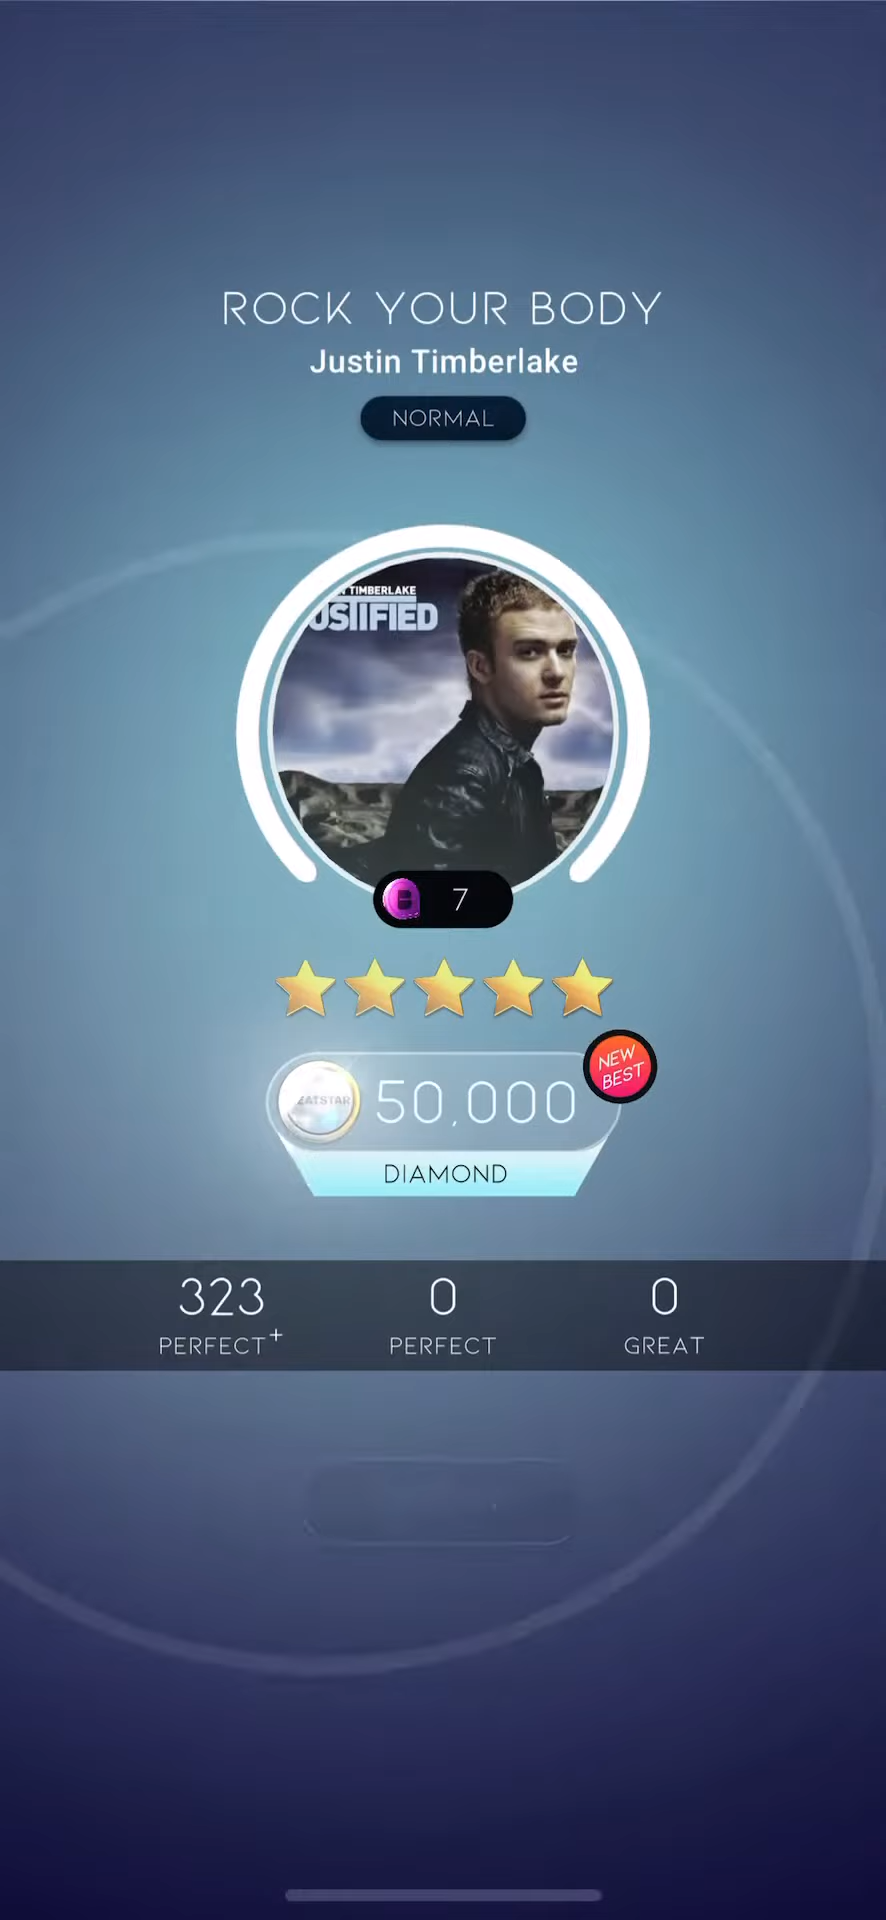 ROCK YOUR BODY
Justin Timberlake
NORMAL
TIMBERLAKE
USTIFIED
B 7
NEW
BEST
EATSTAR 50,000
DIAMOND
323 0 0
PERFECT+ PERFECT GREAT